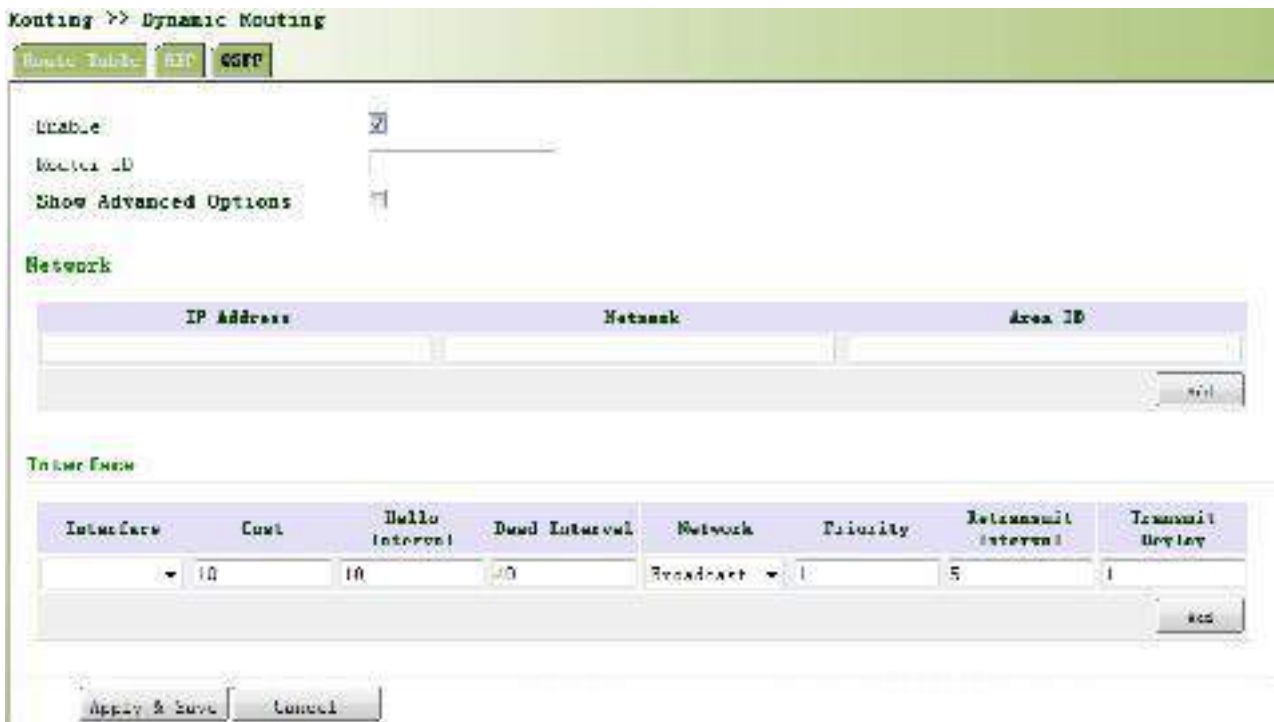 Routing >> Dynamic Routing
Route Table RIP OSPF
Enable
Router ID
Show Advanced Options
Network
IP Address Netmask Area ID
Add
Interface
Interface Cost Hello Interval Dead Interval Network Priority Retransmit Interval Transmit Deylay
10 10 40 Broadcast 1 5 1
Add
Apply & Save Cancel